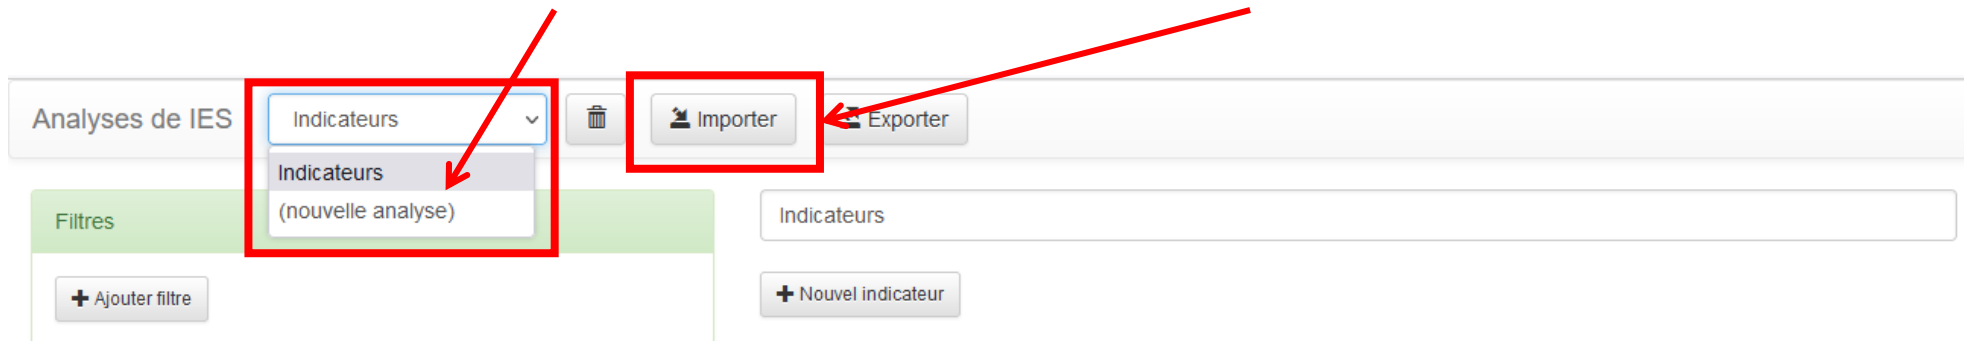 Analyses de IES
Indicateurs
Importer
Exporter
Indicateurs
(nouvelle analyse)
Filtres
Ajouter filtre
Indicateurs
Nouvel indicateur